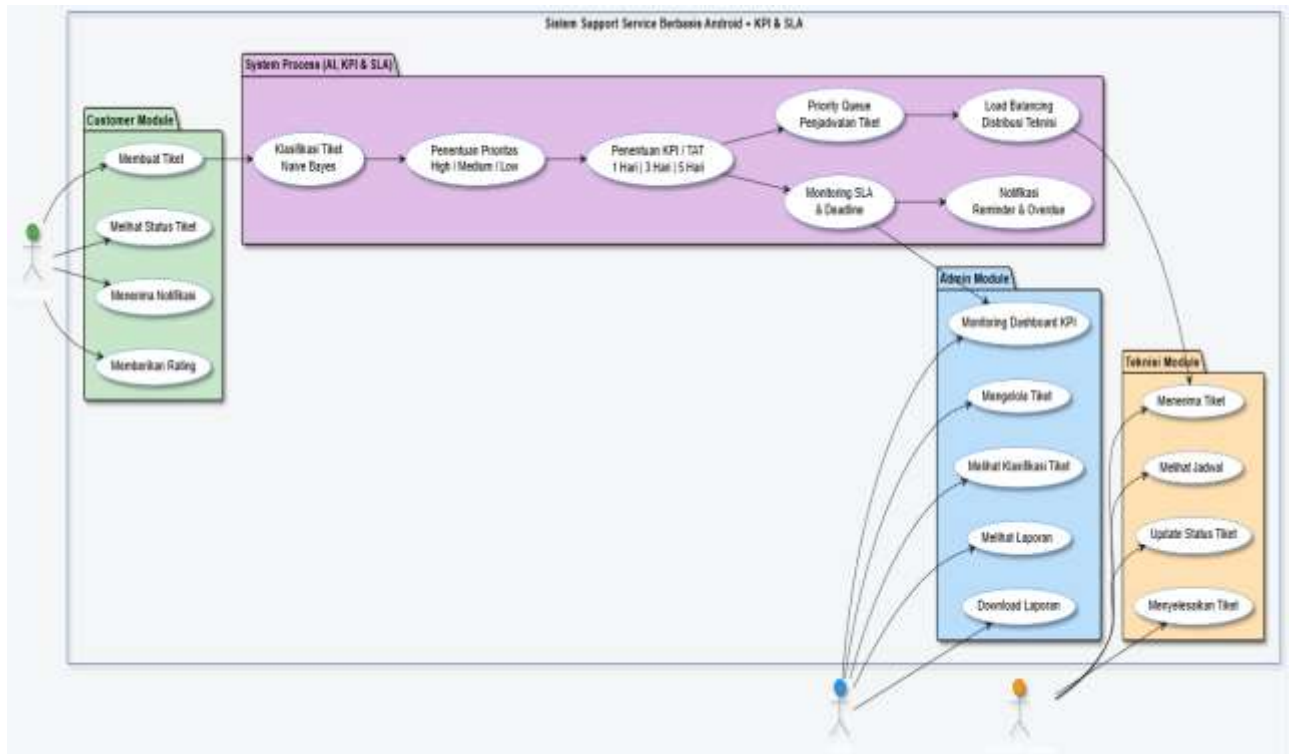 Sistem Support Service Berbasis Android + KPI & SLA
System Process (AI, KPI & SLA)
Customer Module
Membuat Tiket
Melihat Status Tiket
Menerima Notifikasi
Memberikan Rating
Klasifikasi Tiket
Naive Bayes
Penentuan Prioritas
High / Medium / Low
Penentuan KPI / TAT
1 Hari | 3 Hari | 5 Hari
Priority Queue
Penjadwalan Tiket
Load Balancing
Distribusi Teknisi
Monitoring SLA
& Deadline
Notifikasi
Reminder & Overdue
Admin Module
Monitoring Dashboard KPI
Mengelola Tiket
Melihat Klasifikasi Tiket
Melihat Laporan
Download Laporan
Teknisi Module
Menerima Tiket
Melihat Jadwal
Update Status Tiket
Menyelesaikan Tiket